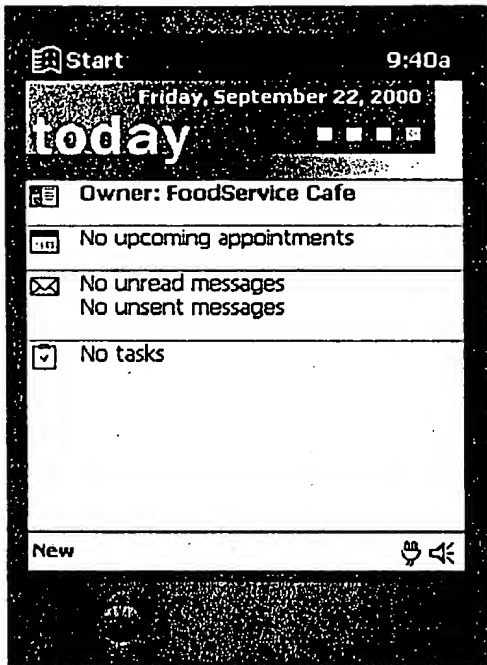 Start 9:40a
Friday, September 22, 2000
today
Owner: FoodService Cafe
No upcoming appointments
No unread messages
No unsent messages
No tasks
New